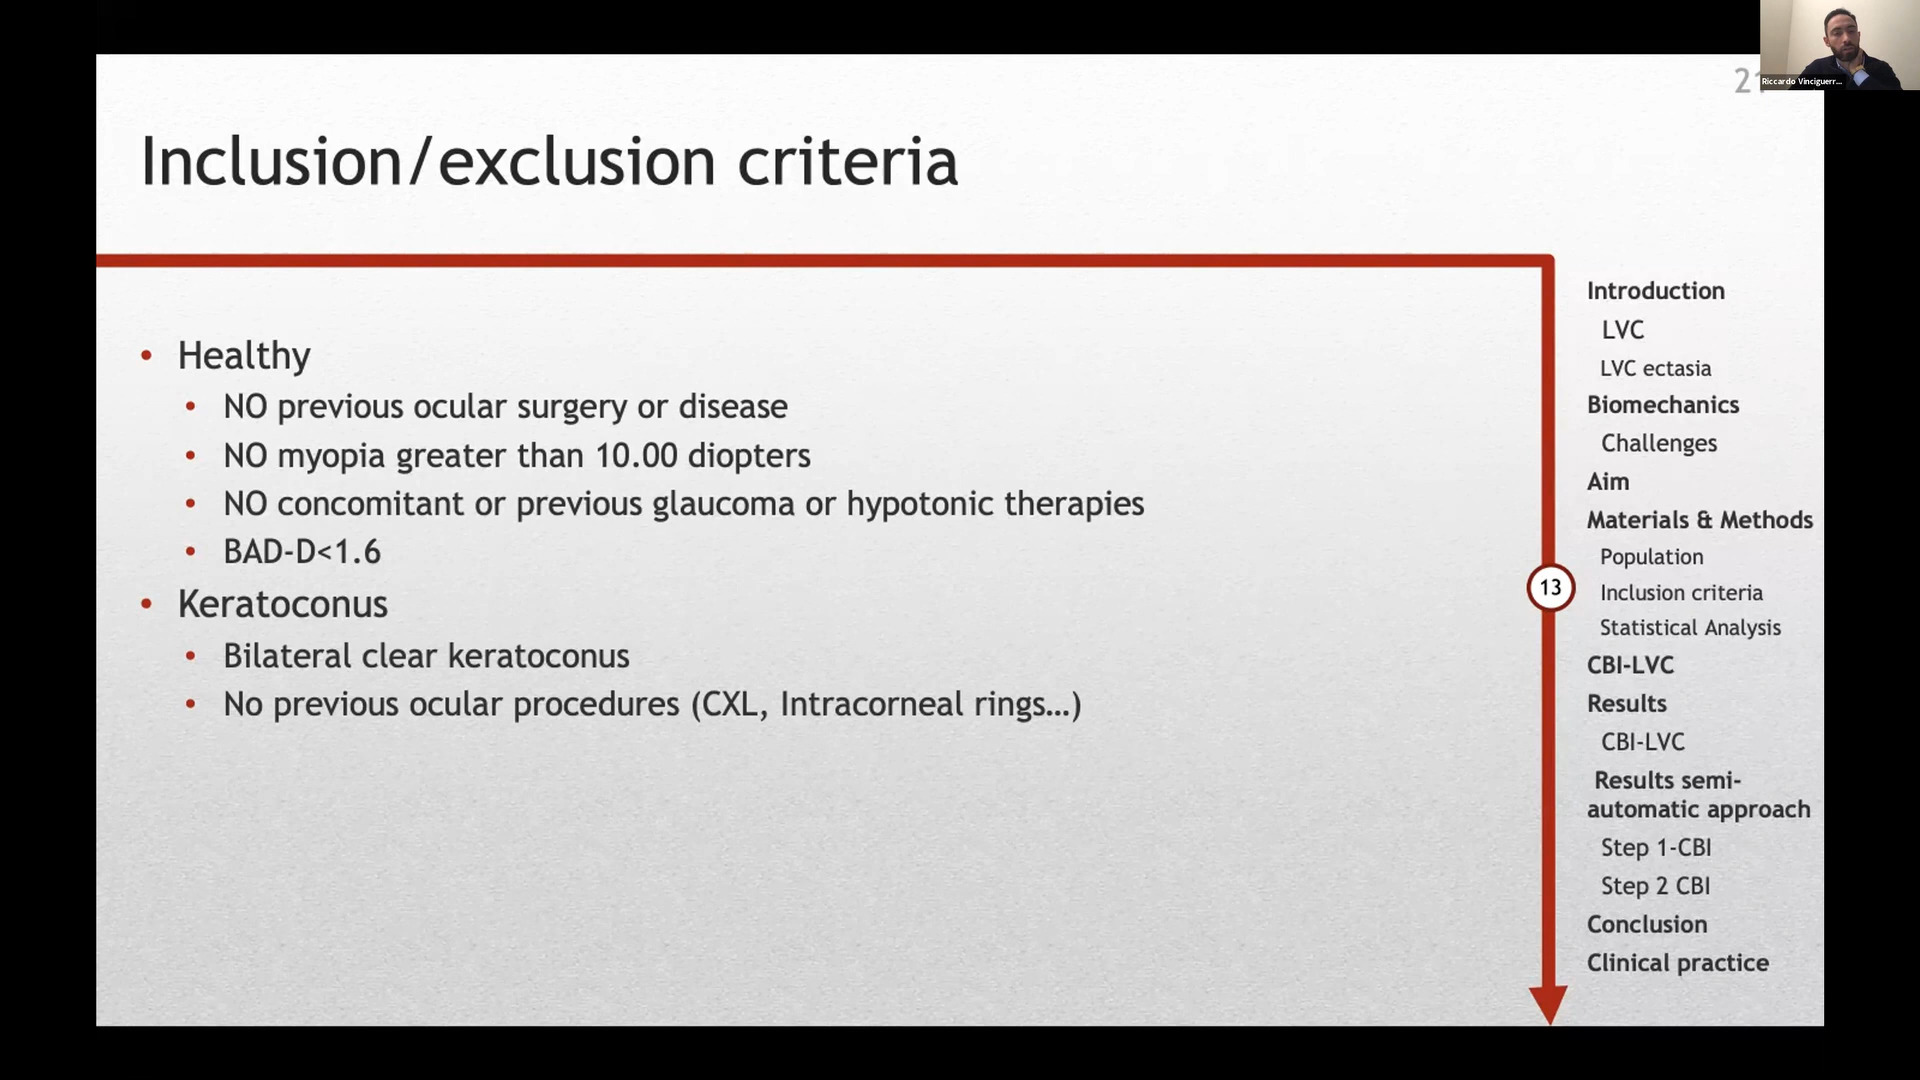 Riccardo Vinciguerr...
Inclusion/exclusion criteria
• Healthy
• NO previous ocular surgery or disease
• NO myopia greater than 10.00 diopters
• NO concomitant or previous glaucoma or hypotonic therapies
• BAD-D<1.6
• Keratoconus
• Bilateral clear keratoconus
• No previous ocular procedures (CXL, Intracorneal rings…)
13
Introduction
LVC
LVC ectasia
Biomechanics
Challenges
Aim
Materials & Methods
Population
Inclusion criteria
Statistical Analysis
CBI-LVC
Results
CBI-LVC
Results semi-
automatic approach
Step 1-CBI
Step 2 CBI
Conclusion
Clinical practice